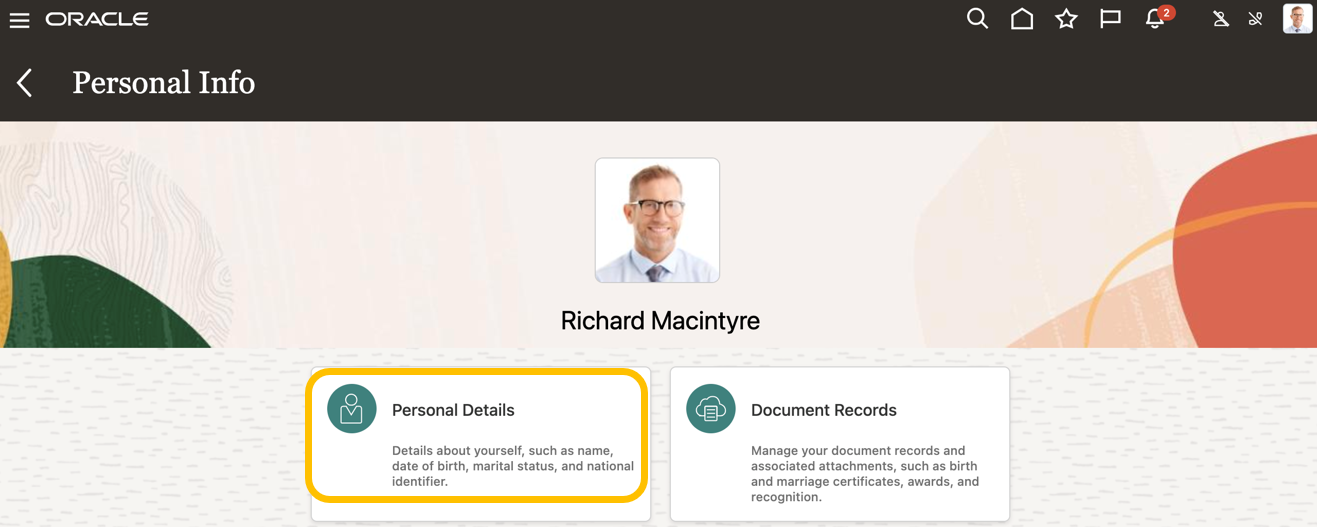 ORACLE
2
Personal Info
Richard Macintyre
Personal Details
Details about yourself, such as name,
date of birth, marital status, and national
identifier.
Document Records
Manage your document records and
associated attachments, such as birth
and marriage certificates, awards, and
recognition.